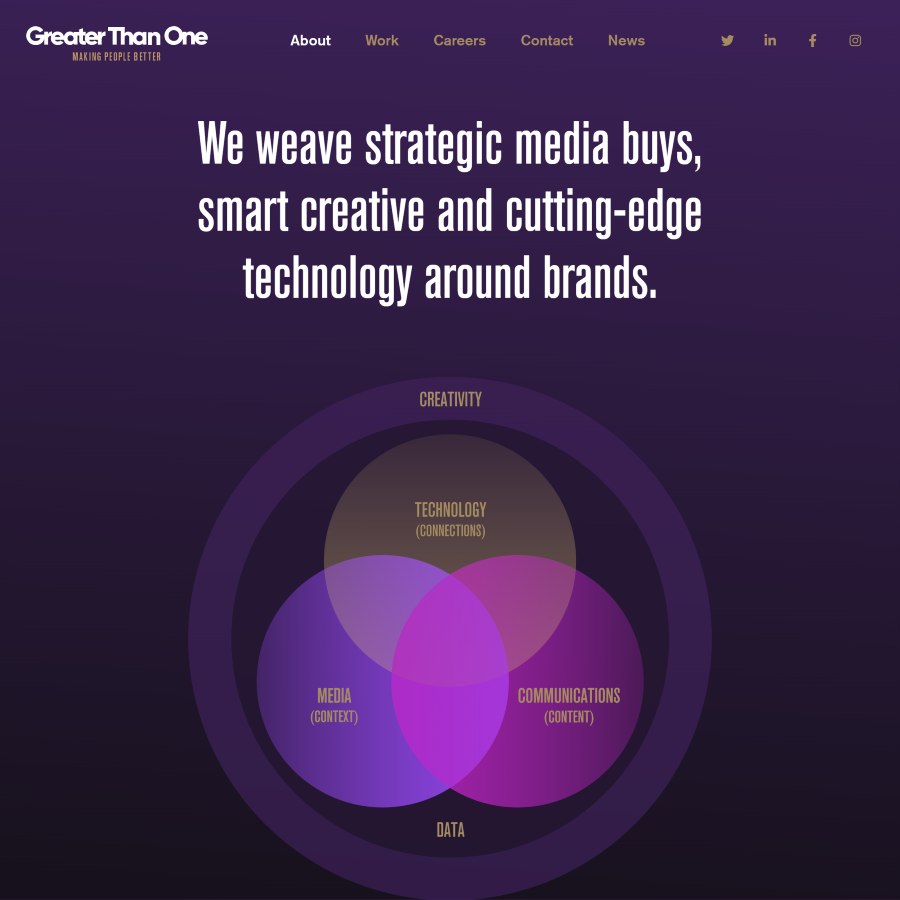 Greater Than One
MAKING PEOPLE BETTER
About
Work
Careers
Contact
News
We weave strategic media buys,
smart creative and cutting-edge
technology around brands.
CREATIVITY
TECHNOLOGY
(CONNECTIONS)
MEDIA
(CONTEXT)
COMMUNICATIONS
(CONTENT)
DATA